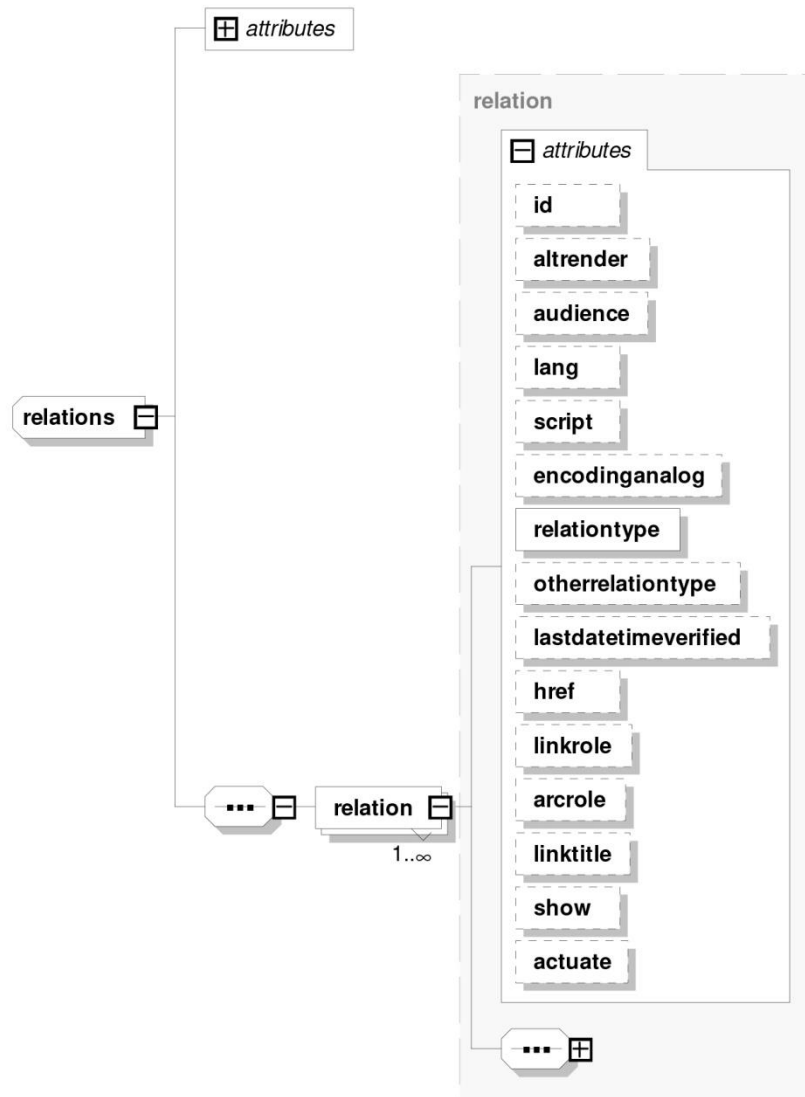 attributes
relation
attributes
id
altrender
audience
lang
script
relations
encodinganalog
relationtype
otherrelationtype
lastdatetimeverified
href
linkrole
relation
arcrole
1..∞
linktitle
show
actuate